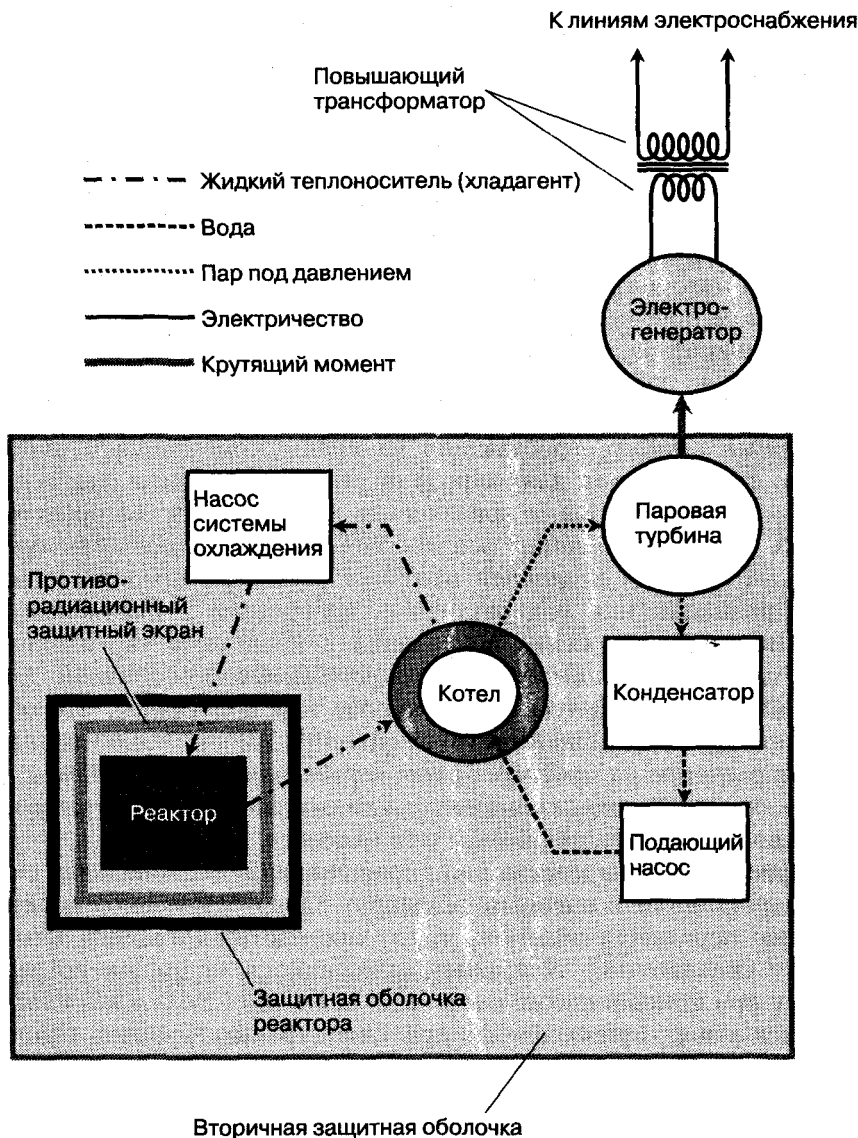 К линиям электроснабжения
Повышающий
трансформатор
Жидкий теплоноситель (хладагент)
Вода
Пар под давлением
Электричество
Крутящий момент
Электро-
генератор
Насос
системы
охлаждения
Паровая
турбина
Противо-
радиационный
защитный экран
Котел
Конденсатор
Реактор
Подающий
насос
Защитная оболочка
реактора
Вторичная защитная оболочка